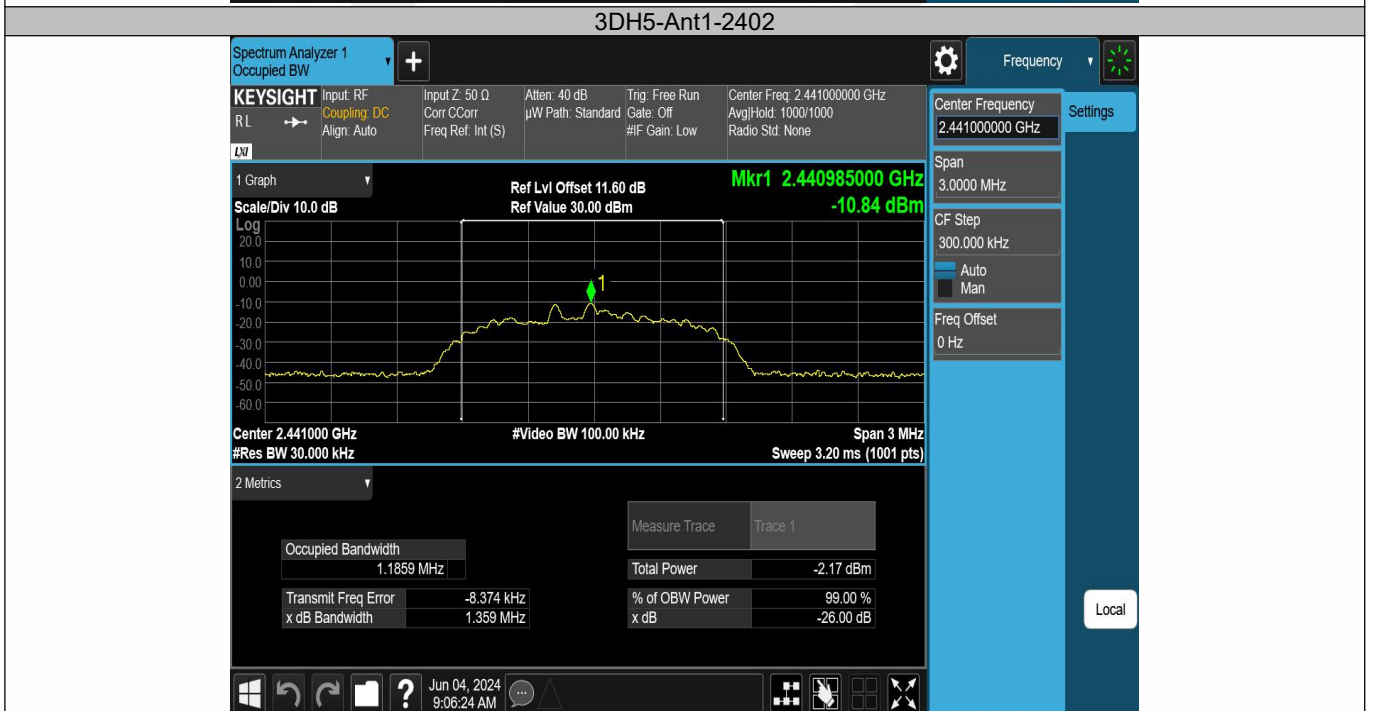 3DH5-Ant1-2402
Spectrum Analyzer 1
Occupied BW
Frequency
KEYSIGHT
R L
LXI
Input: RF
Coupling: DC
Align: Auto
Input Z: 50 Ω
Corr CCorr
Freq Ref: Int (S)
Atten: 40 dB
µW Path: Standard
Trig: Free Run
Gate: Off
#IF Gain: Low
Center Freq: 2.441000000 GHz
Avg|Hold: 1000/1000
Radio Std: None
Center Frequency
2.441000000 GHz
Settings
Span
3.0000 MHz
CF Step
300.000 kHz
Auto
Man
Freq Offset
0 Hz
Local
1 Graph
Scale/Div 10.0 dB
Ref Lvl Offset 11.60 dB
Ref Value 30.00 dBm
Mkr1 2.440985000 GHz
-10.84 dBm
Log
20.0
10.0
0.00
-10.0
-20.0
-30.0
-40.0
-50.0
-60.0
1
Center 2.441000 GHz
#Video BW 100.00 kHz
Span 3 MHz
#Res BW 30.000 kHz
Sweep 3.20 ms (1001 pts)
2 Metrics
Measure Trace Trace 1
Occupied Bandwidth
1.1859 MHz
Total Power -2.17 dBm
Transmit Freq Error -8.374 kHz
% of OBW Power 99.00 %
x dB Bandwidth 1.359 MHz
x dB -26.00 dB
?
Jun 04, 2024
9:06:24 AM